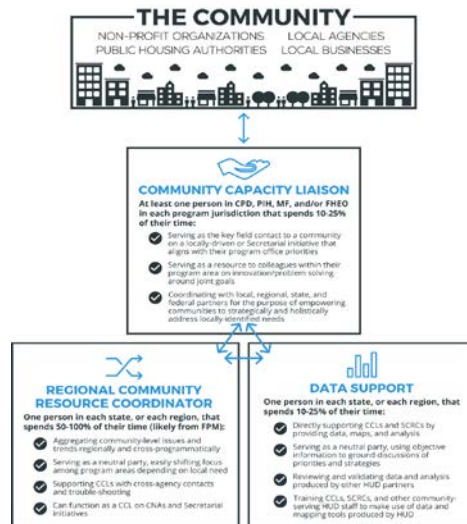 THE COMMUNITY
NON-PROFIT ORGANIZATIONS LOCAL AGENCIES
PUBLIC HOUSING AUTHORITIES LOCAL BUSINESSES
COMMUNITY CAPACITY LIAISON
At least one person in CPD, PIH, MF, and/or FHEO
in each program jurisdiction that spends 10-25%
of their time:
Serving as the key field contact to a community
on a locally-driven or Secretarial initiative that
aligns with their program office priorities
Serving as a resource to colleagues within their
program area on innovation/problem solving
around joint goals
Coordinating with local, regional, state, and
federal partners for the purpose of empowering
communities to strategically and holistically
address locally-identified needs
REGIONAL COMMUNITY
RESOURCE COORDINATOR
One person in each state, or each region, that
spends 50-100% of their time (likely from FPM):
Aggregating community-level issues and
trends regionally and cross-programmatically
Serving as a neutral party, easily shifting focus
among program areas depending on local need
Supporting CCLs with cross-agency contacts
and trouble-shooting
Can function as a CCL on CNAs and Secretarial
initiatives
DATA SUPPORT
One person in each state, or each region, that
spends 10-25% of their time:
Directly supporting CCLs and SCRCs by
providing data, maps, and analysis
Serving as a neutral party, using objective
information to ground discussions of
priorities and strategies
Reviewing and validating data and analysis
produced by other HUD partners
Training CCLs, SCRCs, and other community-
serving HUD staff to make use of data and
mapping tools produced by HUD